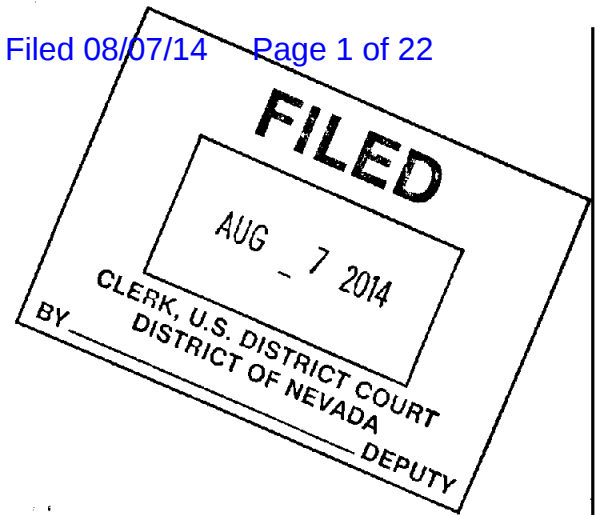 Filed 08/07/14 Page 1 of 22
FILED
AUG _ 7 2014
CLERK, U.S. DISTRICT COURT
DISTRICT OF NEVADA
BY ____________ DEPUTY